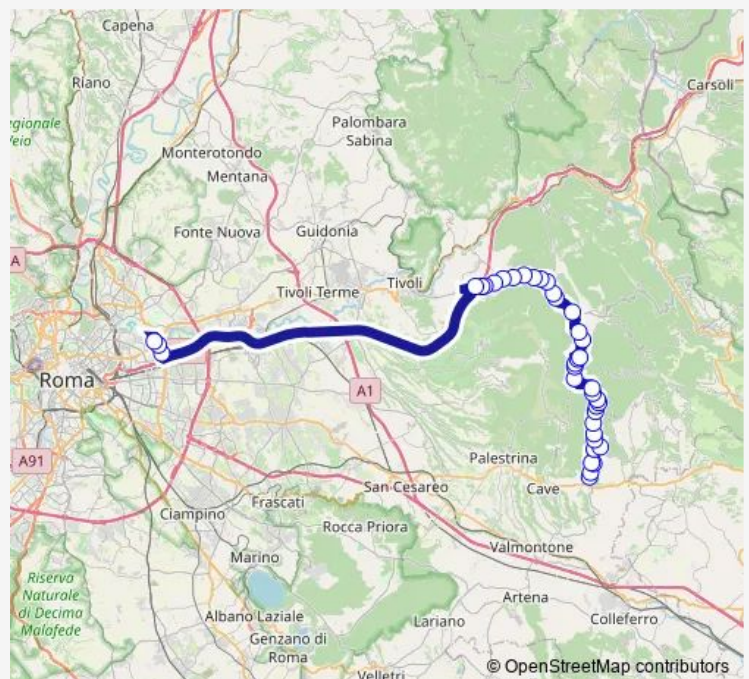 Capena
Riano
Carsoli
Palombara
Sabina
Monterotondo
Mentana
Fonte Nuova
Guidonia
Tivoli Terme
Tivoli
A
Roma
A1
A91
Palestrina
San Cesareo
Cave
Ciampino
Frascati
Rocca Priora
Valmontone
Marino
Riserva
Naturale
di Decima
Malafede
Artena
Colleferro
Albano Laziale
Lariano
Genzano di
Roma
Velletri
© OpenStreetMap contributors